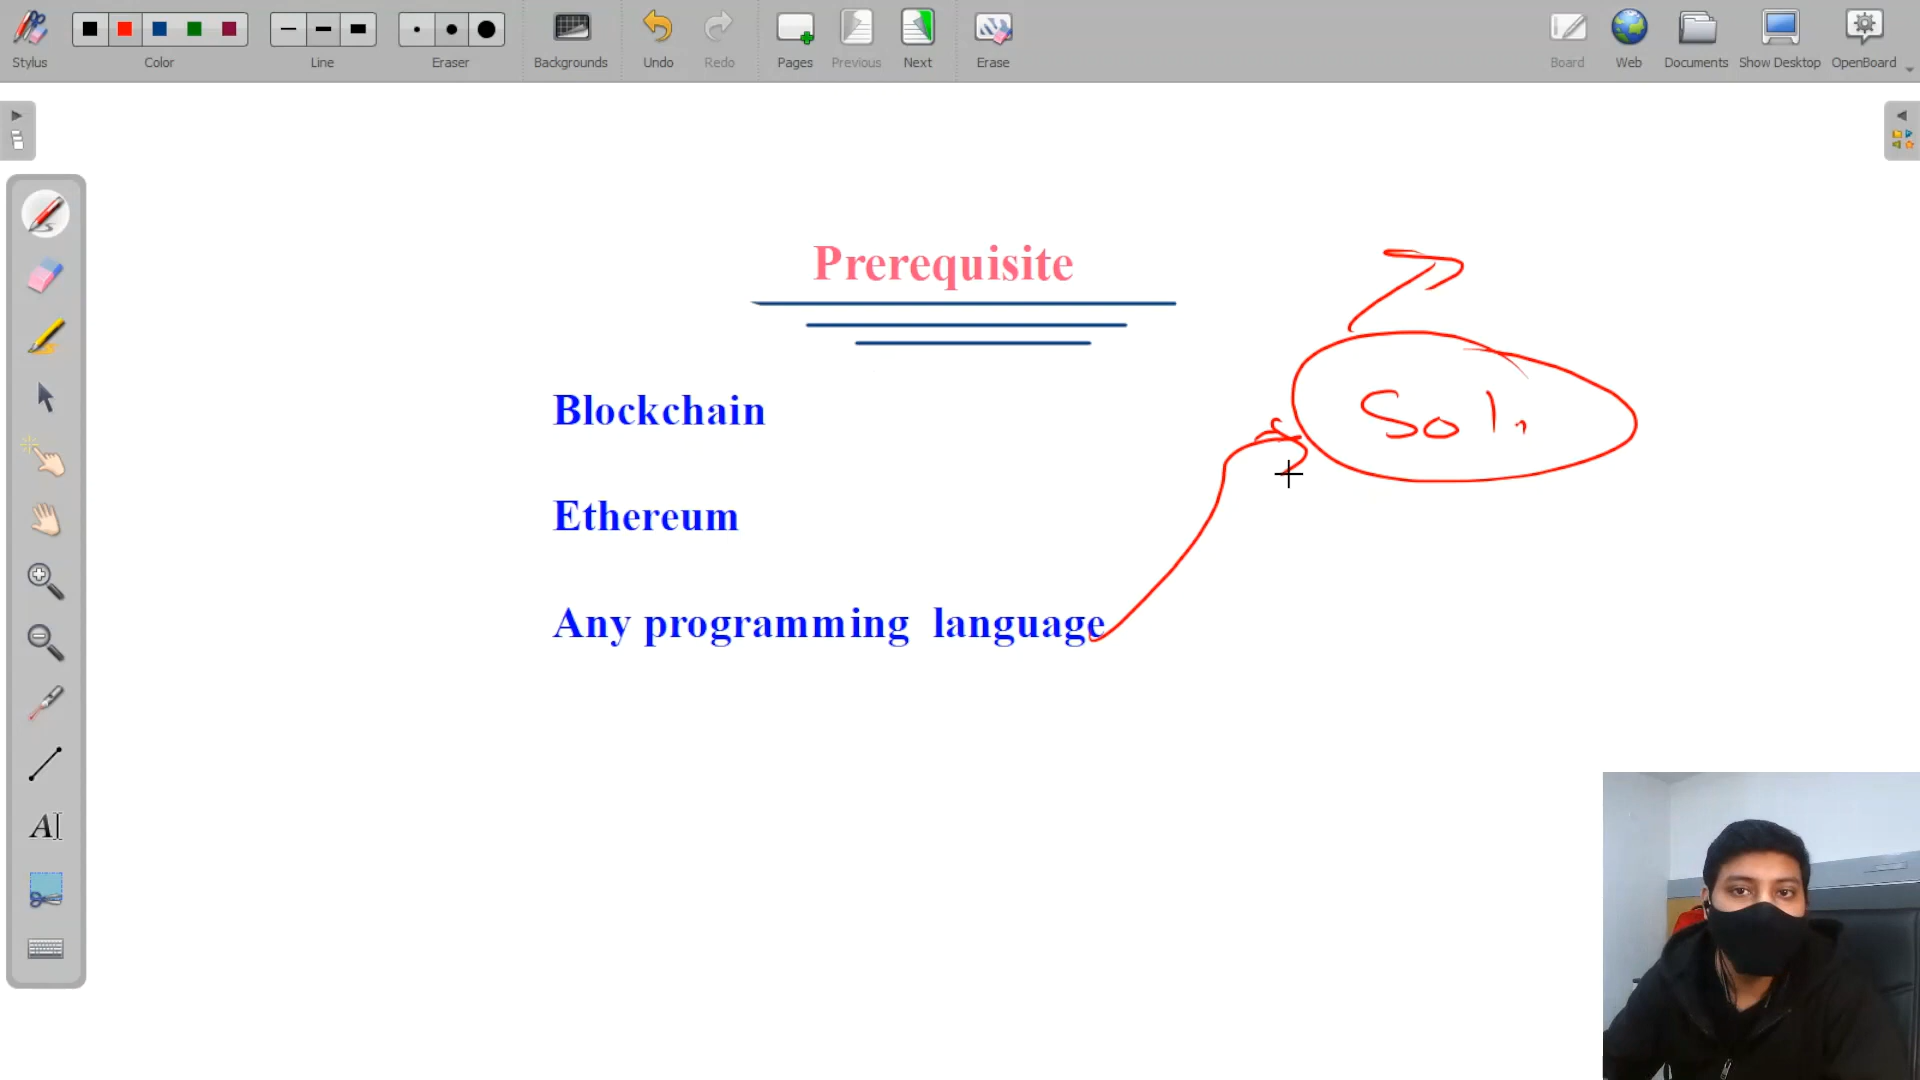 Stylus Color Line Eraser Backgrounds Undo Redo Pages Previous Next Erase Board Web Documents Show Desktop OpenBoard
Prerequisite
Blockchain
Soli
Ethereum
Any programming language